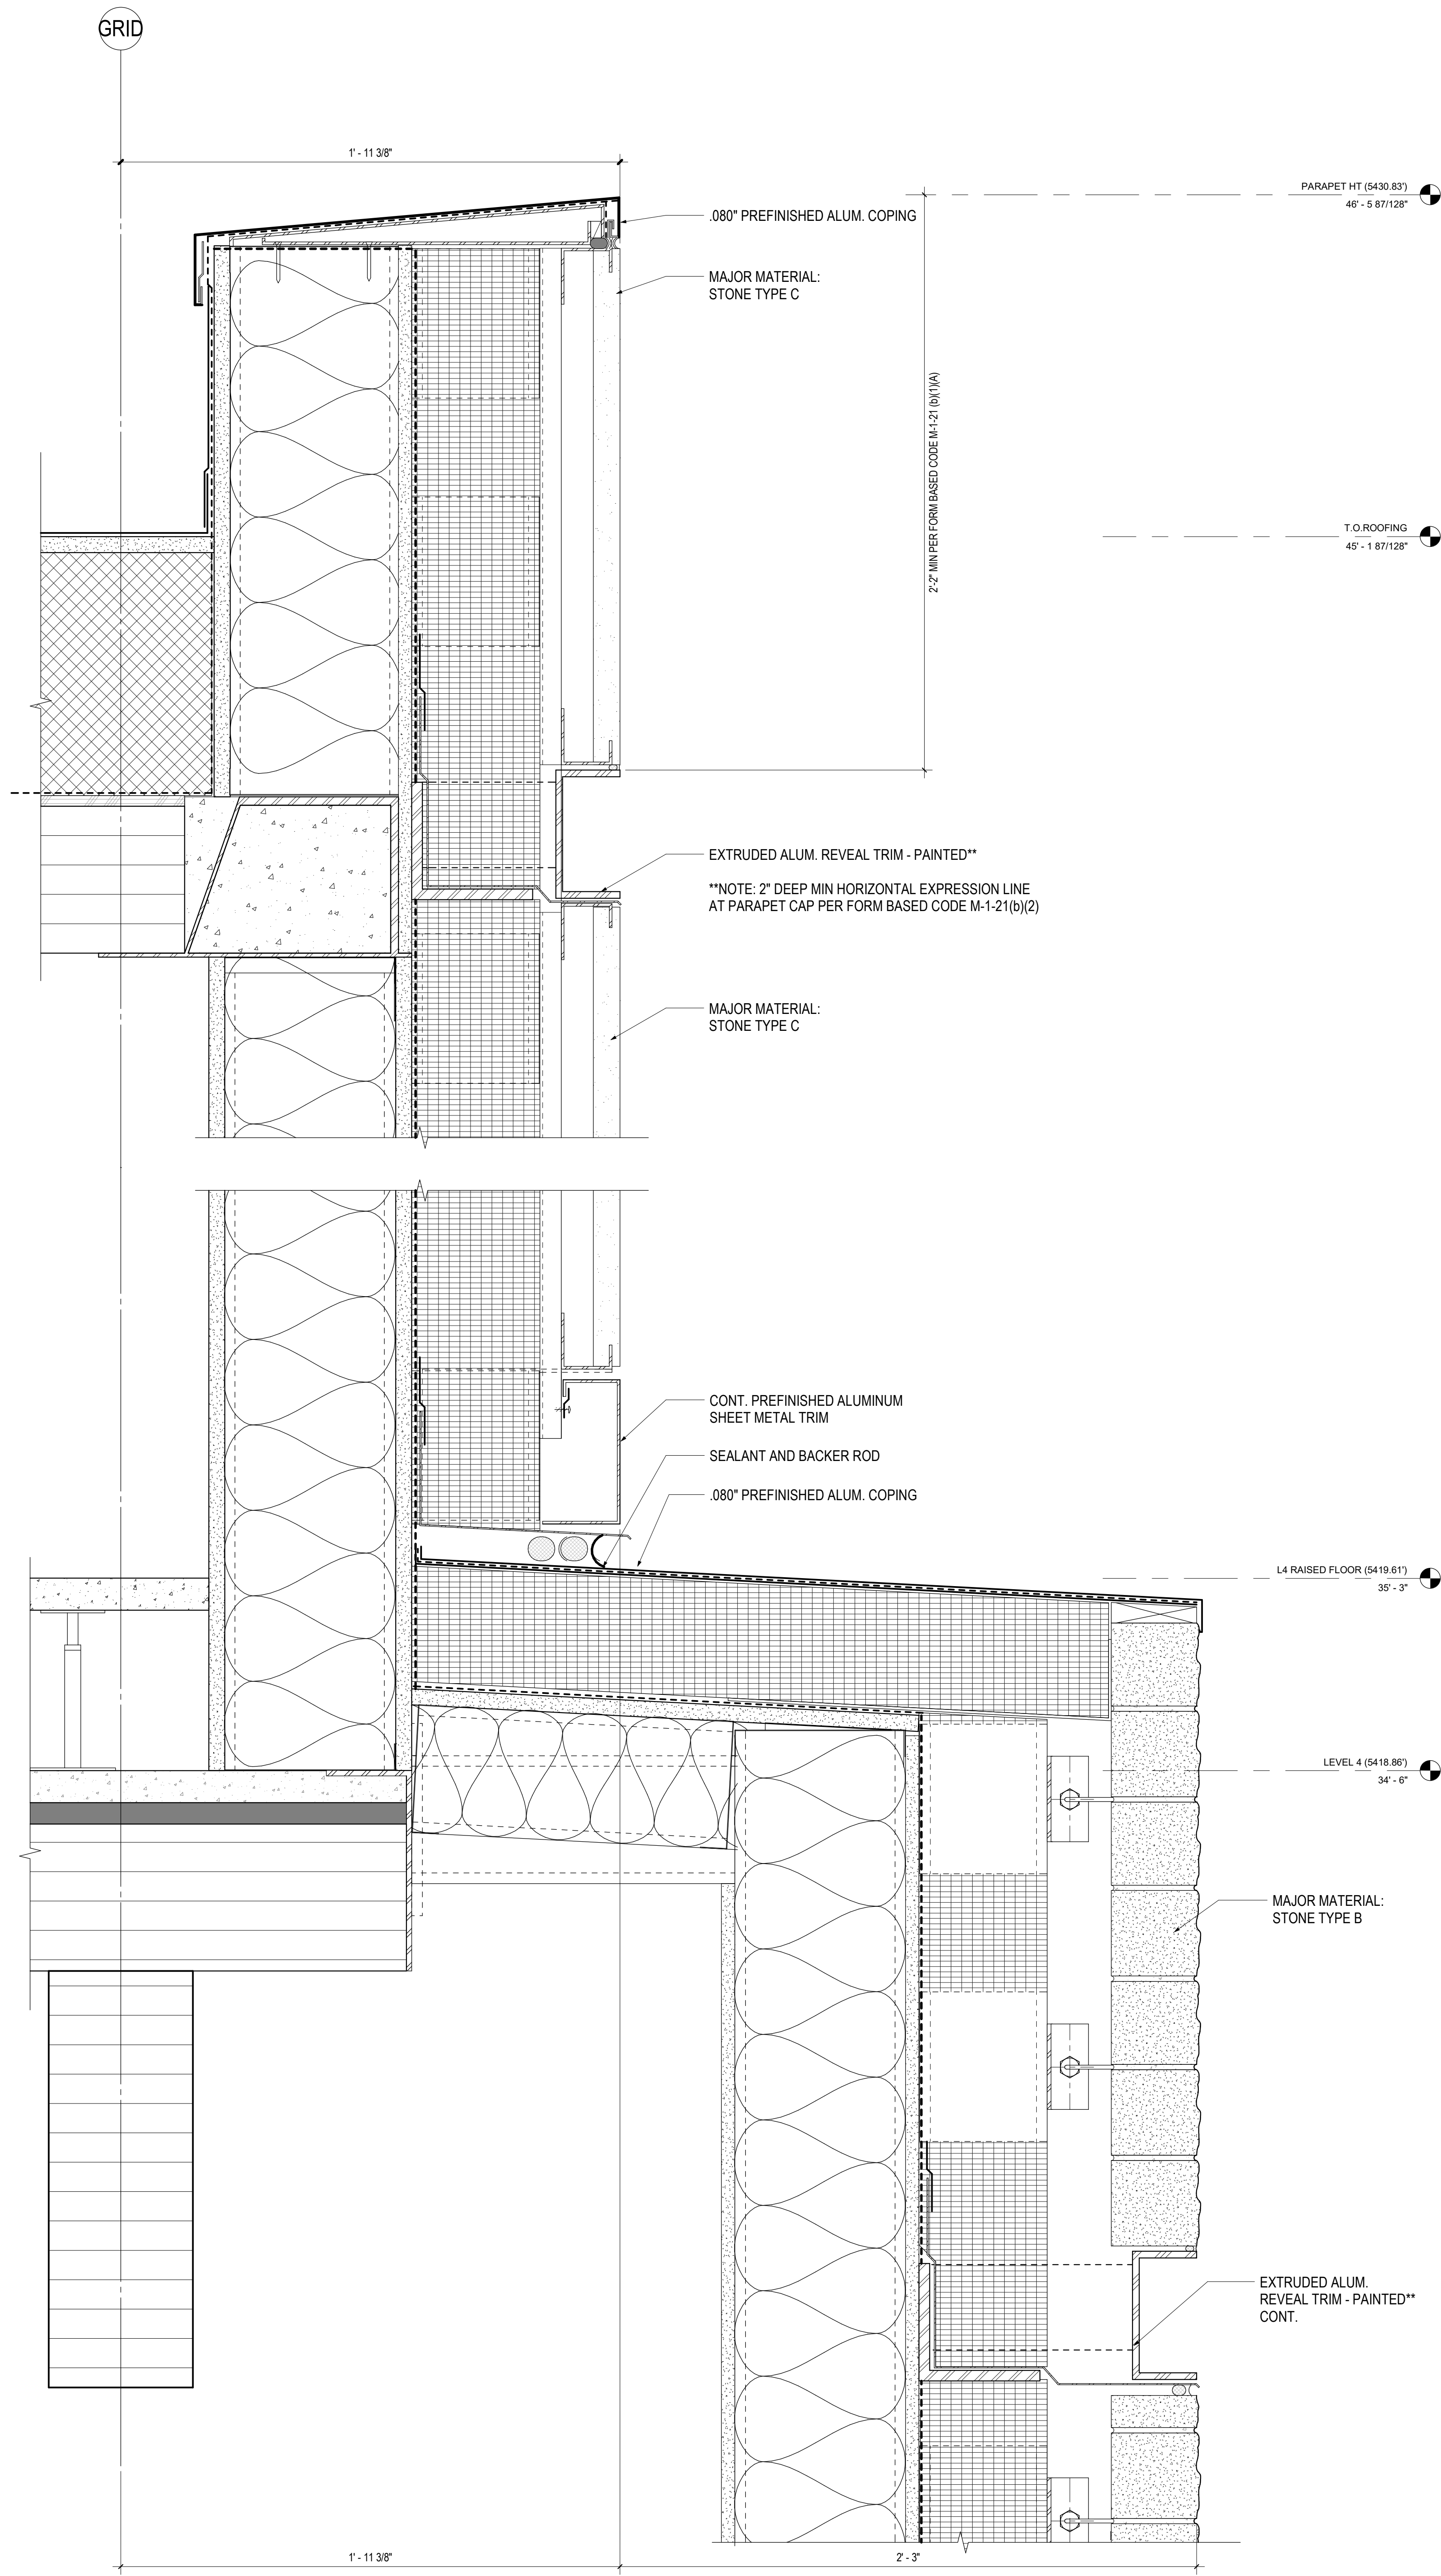 GRID
1' - 11 3/8"
PARAPET HT (5430.83')
46' - 5 87/128"
.080" PREFINISHED ALUM. COPING
MAJOR MATERIAL:
STONE TYPE C
2'-2" MIN PER FORM BASED CODE M-1-21 (b)(1)(A)
T.O.ROOFING
45' - 1 87/128"
EXTRUDED ALUM. REVEAL TRIM - PAINTED**
**NOTE: 2" DEEP MIN HORIZONTAL EXPRESSION LINE
AT PARAPET CAP PER FORM BASED CODE M-1-21(b)(2)
MAJOR MATERIAL:
STONE TYPE C
CONT. PREFINISHED ALUMINUM
SHEET METAL TRIM
SEALANT AND BACKER ROD
.080" PREFINISHED ALUM. COPING
L4 RAISED FLOOR (5419.61')
35' - 3"
LEVEL 4 (5418.86')
34' - 6"
MAJOR MATERIAL:
STONE TYPE B
EXTRUDED ALUM.
REVEAL TRIM - PAINTED**
CONT.
1' - 11 3/8"
2' - 3"